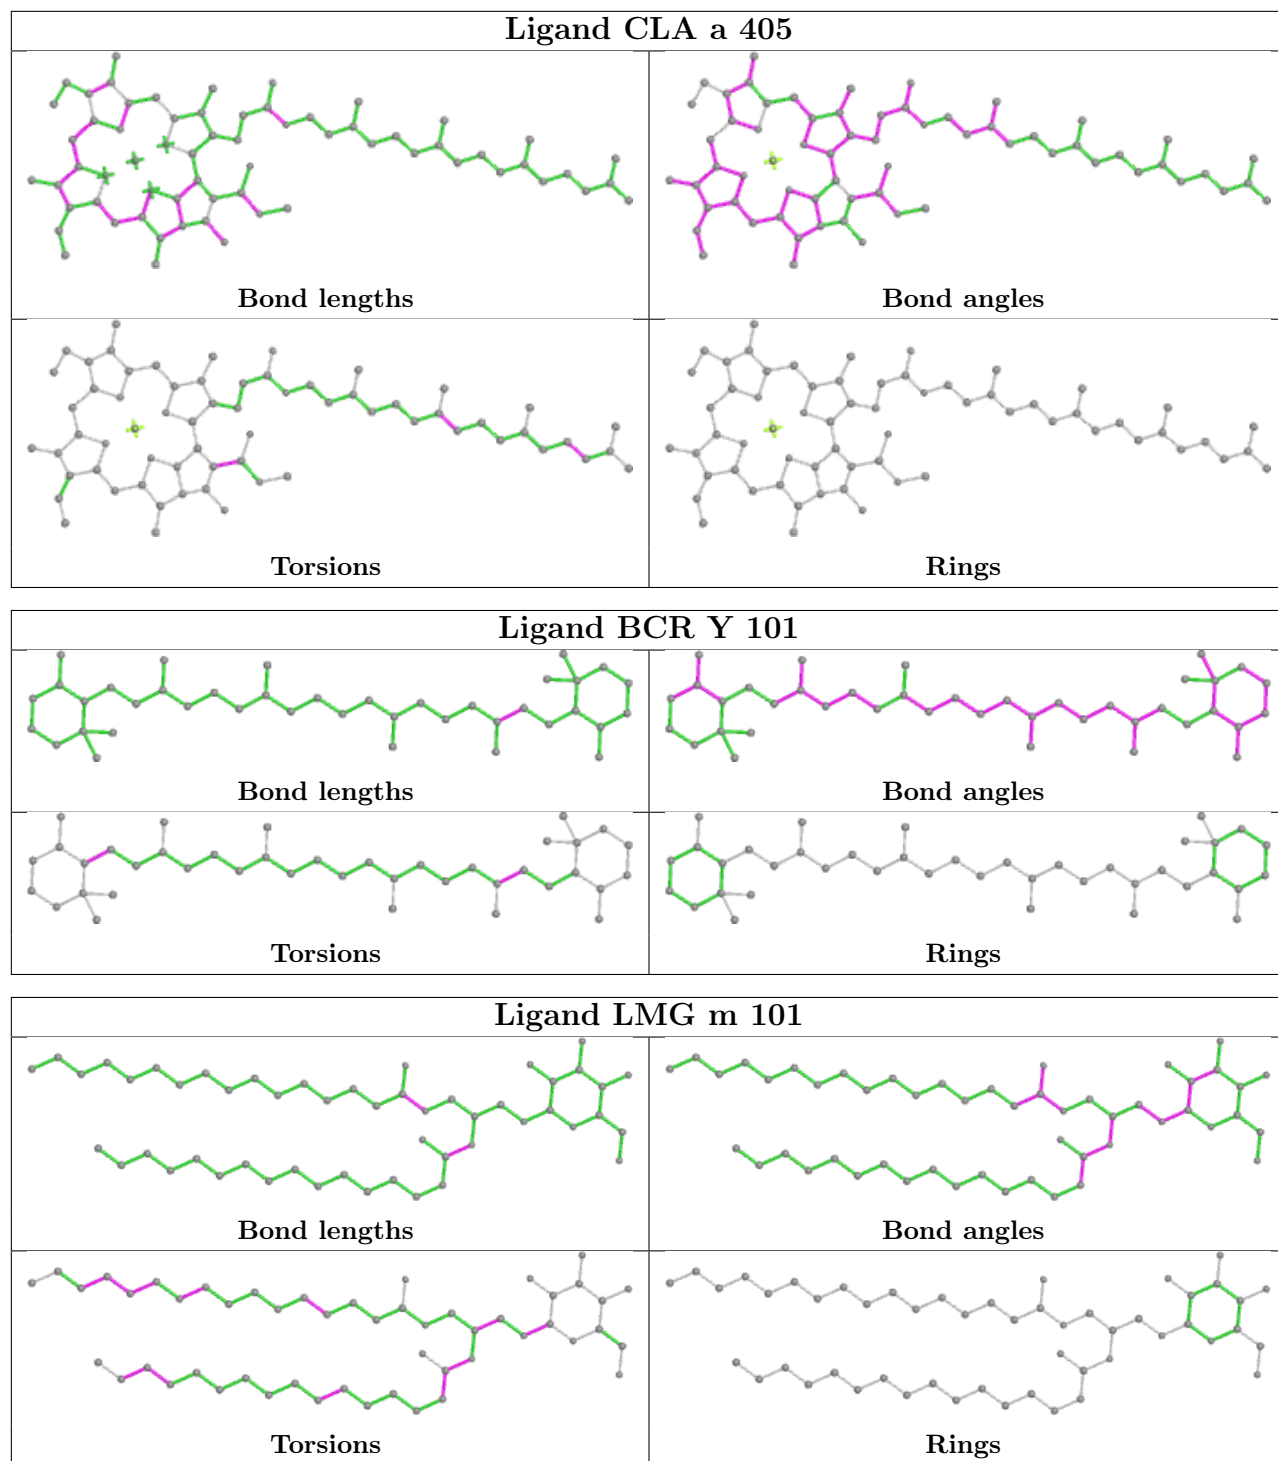 Ligand CLA a 405
Bond lengths
Bond angles
Torsions
Rings
Ligand BCR Y 101
Bond lengths
Bond angles
Torsions
Rings
Ligand LMG m 101
Bond lengths
Bond angles
Torsions
Rings